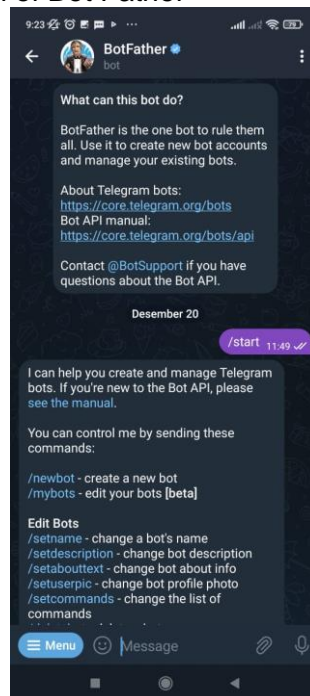 9:23
BotFather
bot
What can this bot do?
BotFather is the one bot to rule them
all. Use it to create new bot accounts
and manage your existing bots.
About Telegram bots:
https://core.telegram.org/bots
Bot API manual:
https://core.telegram.org/bots/api
Contact @BotSupport if you have
questions about the Bot API.
Desember 20
/start 11:49
I can help you create and manage Telegram
bots. If you're new to the Bot API, please
see the manual.
You can control me by sending these
commands:
/newbot - create a new bot
/mybots - edit your bots [beta]
Edit Bots
/setname - change a bot's name
/setdescription - change bot description
/setabouttext - change bot about info
/setuserpic - change bot profile photo
/setcommands - change the list of
commands
Menu
Message